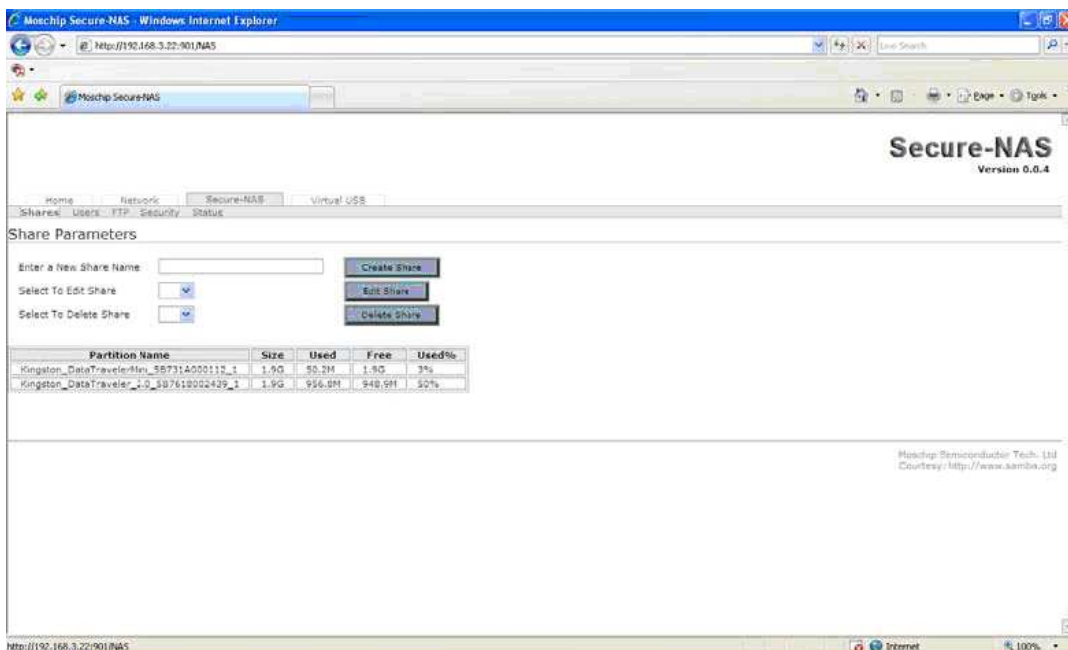 Moschip Secure-NAS - Windows Internet Explorer
http://192.168.3.22:901/NAS
Live Search
Moschip Secure-NAS
Page
Tools
Secure-NAS
Version 0.0.4
Home Network Secure-NAS Virtual USB
Shares Users FTP Security Status
Share Parameters
Enter a New Share Name Create Share
Select To Edit Share Edit Share
Select To Delete Share Delete Share
Partition Name Size Used Free Used%
Kingston_DataTravelerMini_5B731A000112_1 1.9G 50.2M 1.9G 3%
Kingston_DataTraveler_2.0_5B7618002439_1 1.9G 956.8M 948.9M 50%
Moschip Semiconductor Tech. Ltd
Courtesy: http://www.samba.org
http://192.168.3.22:901/NAS Internet 100%